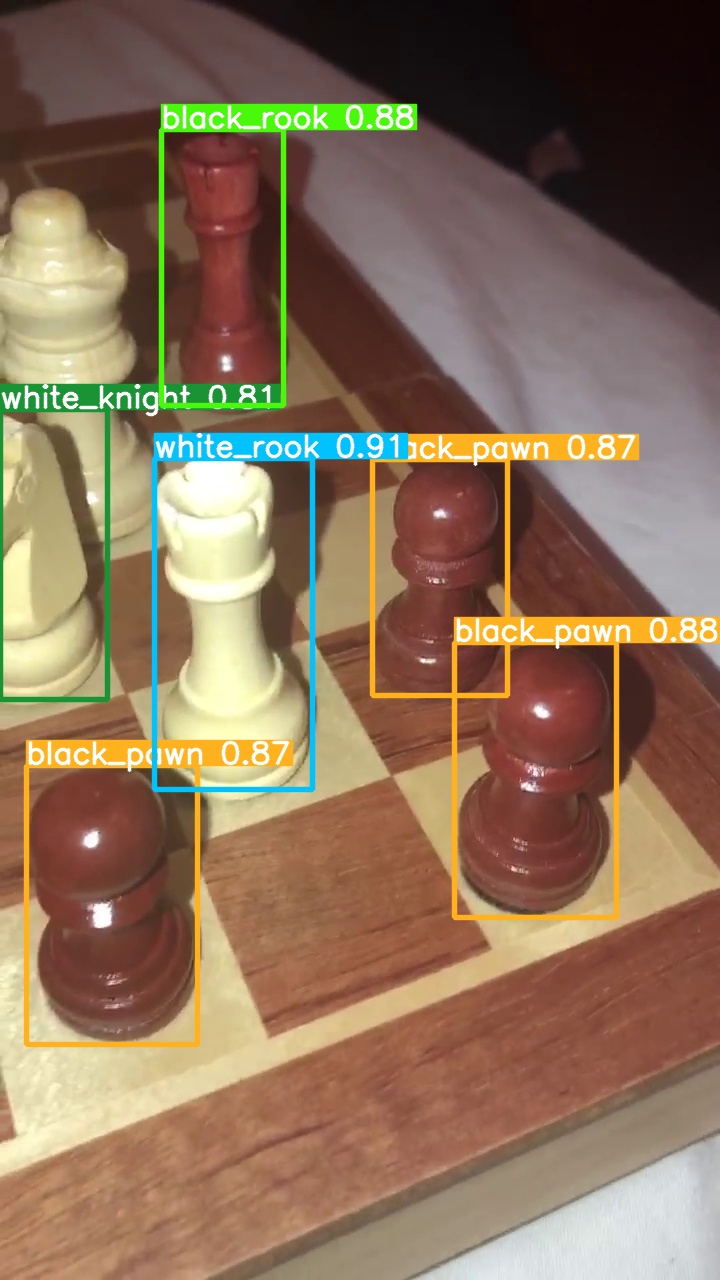 black_rook 0.88
white_knight 0.81
white_rook 0.91
ack_pawn 0.87
black_pawn 0.88
black_pawn 0.87